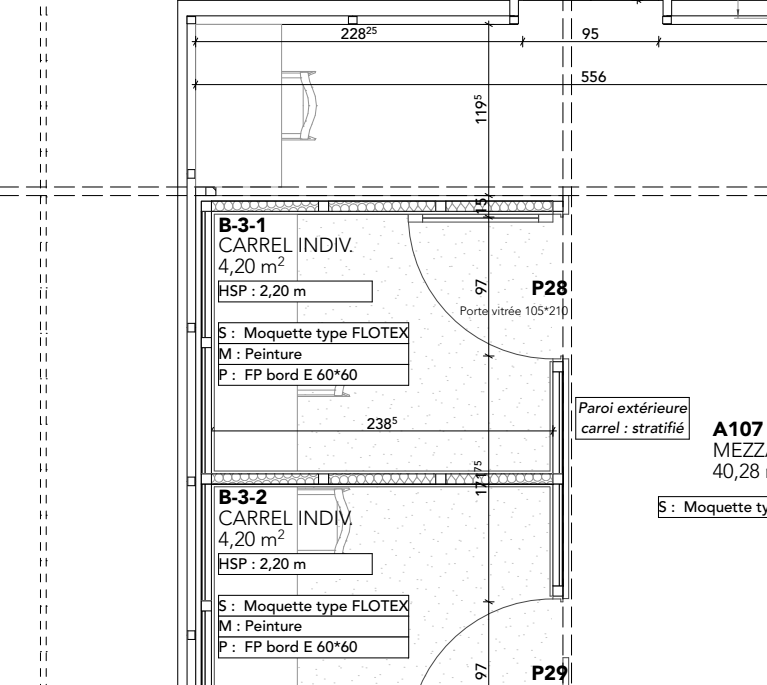 228²⁵
95
556
119⁵
15
B-3-1
CARREL INDIV.
4,20 m²
HSP : 2,20 m
97
P28
Porte vitrée 105*210
S : Moquette type FLOTEX
M : Peinture
P : FP bord E 60*60
238⁵
Paroi extérieure
carrel : stratifié
A107
MEZZA
40,28
S : Moquette ty
B-3-2
CARREL INDIV.
4,20 m²
HSP : 2,20 m
S : Moquette type FLOTEX
M : Peinture
P : FP bord E 60*60
97
P29